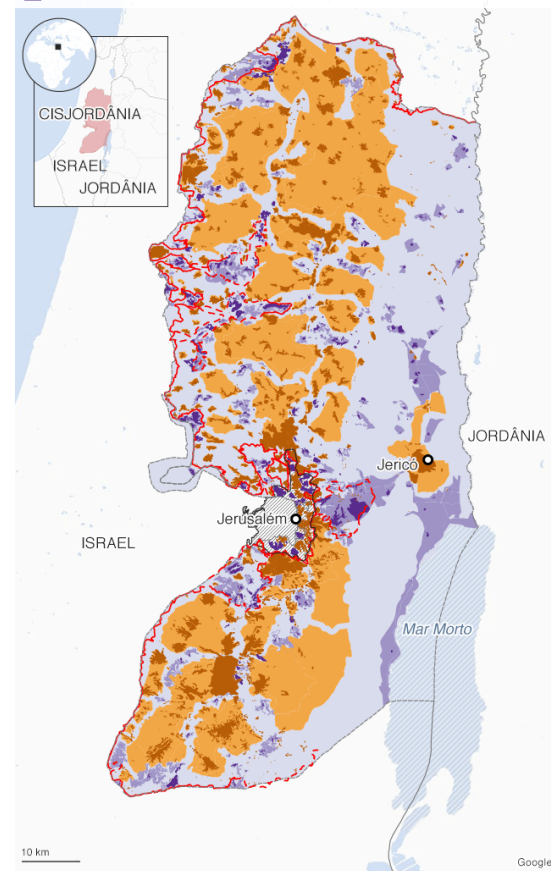 CISJORDÂNIA
ISRAEL
JORDÂNIA
JORDÂNIA
Jericó
Jerusalém
ISRAEL
Mar Morto
10 km
Google